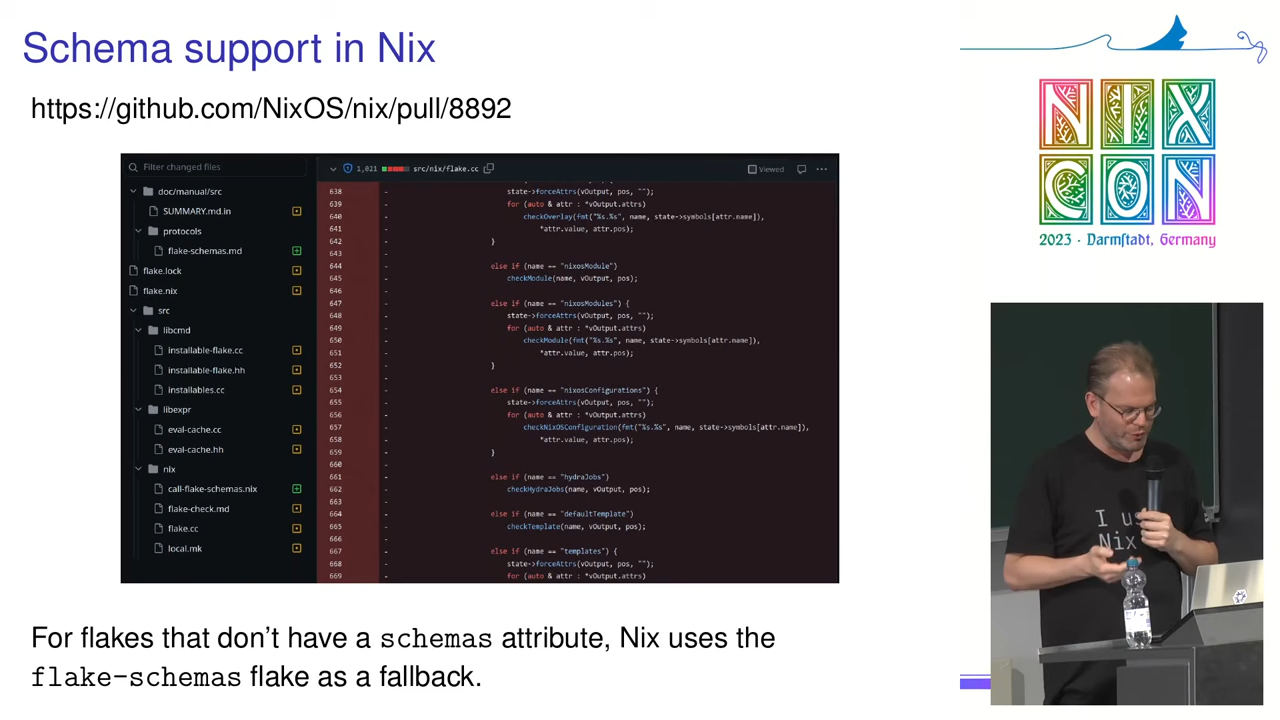 Schema support in Nix
https://github.com/NixOS/nix/pull/8892
Filter changed files
doc/manual/src
SUMMARY.md.in
protocols
flake-schemas.md
flake.lock
flake.nix
src
libcmd
installable-flake.cc
installable-flake.hh
installables.cc
libexpr
eval-cache.cc
eval-cache.hh
nix
call-flake-schemas.nix
flake-check.md
flake.cc
local.mk
1,021 src/nix/flake.cc Viewed
638 - state->forceAttrs(vOutput, pos, "");
639 - for (auto & attr : *vOutput.attrs)
640 - checkOverlay(fmt("%s.%s", name, state->symbols[attr.name]),
641 - *attr.value, attr.pos);
642 - }
643 -
644 - else if (name == "nixosModule")
645 - checkModule(name, vOutput, pos);
646 -
647 - else if (name == "nixosModules") {
648 - state->forceAttrs(vOutput, pos, "");
649 - for (auto & attr : *vOutput.attrs)
650 - checkModule(fmt("%s.%s", name, state->symbols[attr.name]),
651 - *attr.value, attr.pos);
652 - }
653 -
654 - else if (name == "nixosConfigurations") {
655 - state->forceAttrs(vOutput, pos, "");
656 - for (auto & attr : *vOutput.attrs)
657 - checkNixOSConfiguration(fmt("%s.%s", name, state->symbols[attr.name]),
658 - *attr.value, attr.pos);
659 - }
660 -
661 - else if (name == "hydraJobs")
662 - checkHydraJobs(name, vOutput, pos);
663 -
664 - else if (name == "defaultTemplate")
665 - checkTemplate(name, vOutput, pos);
666 -
667 - else if (name == "templates") {
668 - state->forceAttrs(vOutput, pos, "");
669 - for (auto & attr : *vOutput.attrs)
For flakes that don't have a schemas attribute, Nix uses the
flake-schemas flake as a fallback.
NIX
CON
2023 · Darmſtadt, Germany
I us
Nix